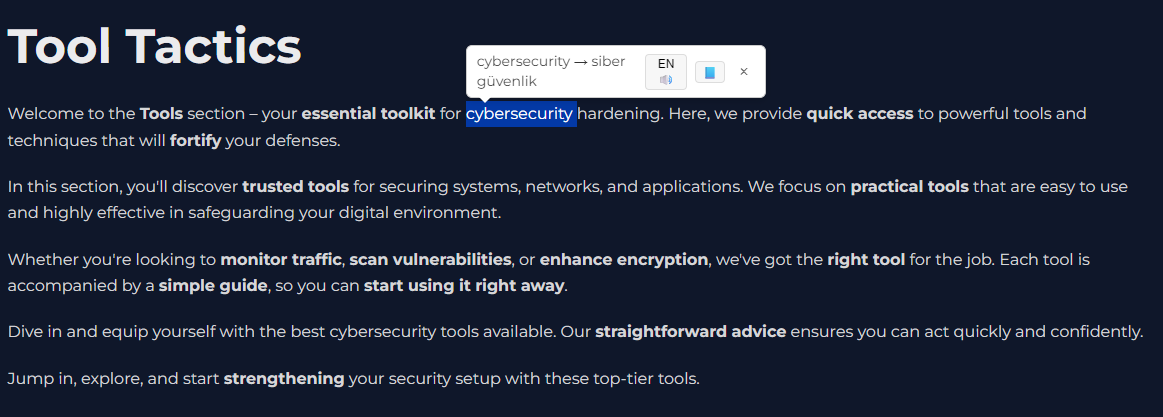 Tool Tactics
cybersecurity → siber
güvenlik
EN
×
Welcome to the Tools section – your essential toolkit for cybersecurity hardening. Here, we provide quick access to powerful tools and
techniques that will fortify your defenses.
In this section, you'll discover trusted tools for securing systems, networks, and applications. We focus on practical tools that are easy to use
and highly effective in safeguarding your digital environment.
Whether you're looking to monitor traffic, scan vulnerabilities, or enhance encryption, we've got the right tool for the job. Each tool is
accompanied by a simple guide, so you can start using it right away.
Dive in and equip yourself with the best cybersecurity tools available. Our straightforward advice ensures you can act quickly and confidently.
Jump in, explore, and start strengthening your security setup with these top-tier tools.